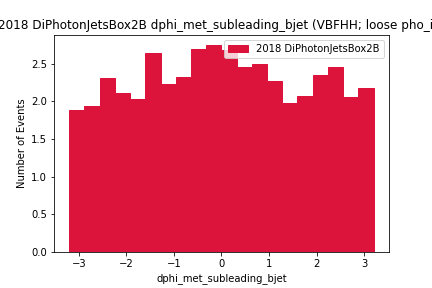 2018 DiPhotonJetsBox2B dphi_met_subleading_bjet (VBFHH; loose pho_i
2018 DiPhotonJetsBox2B
Number of Events
2.5
2.0
1.5
1.0
0.5
0.0
−3 −2 −1 0 1 2 3
dphi_met_subleading_bjet